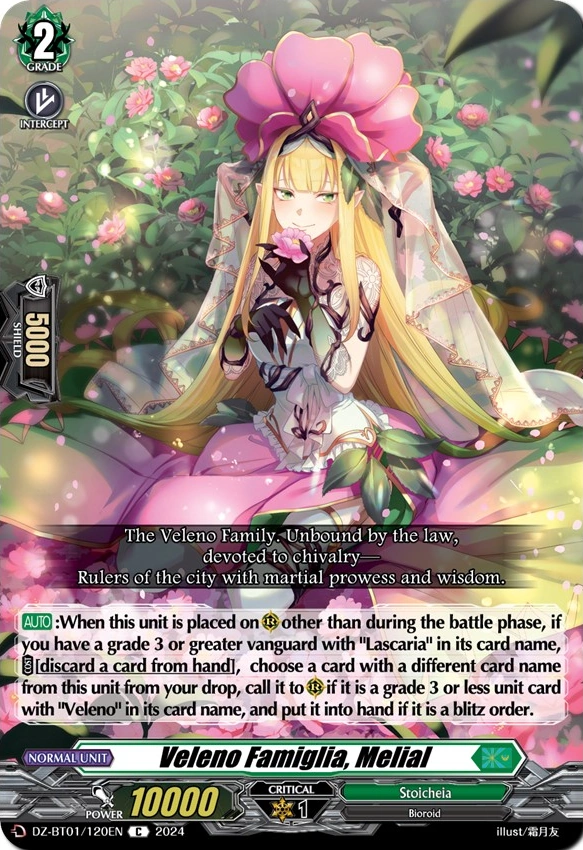 2
GRADE
INTERCEPT
5000
SHIELD
The Veleno Family. Unbound by the law,
devoted to chivalry—
Rulers of the city with martial prowess and wisdom.
AUTO:When this unit is placed on R other than during the battle phase, if
you have a grade 3 or greater vanguard with "Lascaria" in its card name,
COST[discard a card from hand], choose a card with a different card name
from this unit from your drop, call it to R if it is a grade 3 or less unit card
with "Veleno" in its card name, and put it into hand if it is a blitz order.
NORMAL UNIT
Veleno Famiglia, Melial
POWER 10000
CRITICAL
1
Stoicheia
Bioroid
D DZ-BT01/120EN C 2024
illust/霜月友